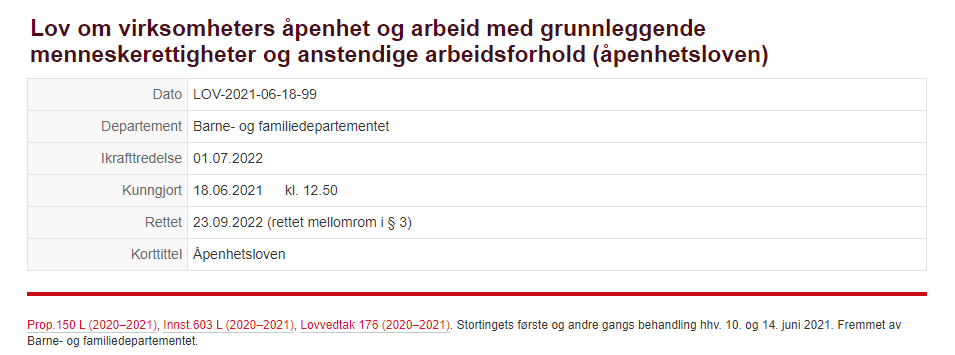 Lov om virksomheters åpenhet og arbeid med grunnleggende
menneskerettigheter og anstendige arbeidsforhold (åpenhetsloven)
Dato LOV-2021-06-18-99
Departement Barne- og familiedepartementet
Ikrafttredelse 01.07.2022
Kunngjort 18.06.2021 kl. 12.50
Rettet 23.09.2022 (rettet mellomrom i § 3)
Korttittel Åpenhetsloven
Prop.150 L (2020–2021), Innst.603 L (2020–2021), Lovvedtak 176 (2020–2021). Stortingets første og andre gangs behandling hhv. 10. og 14. juni 2021. Fremmet av
Barne- og familiedepartementet.